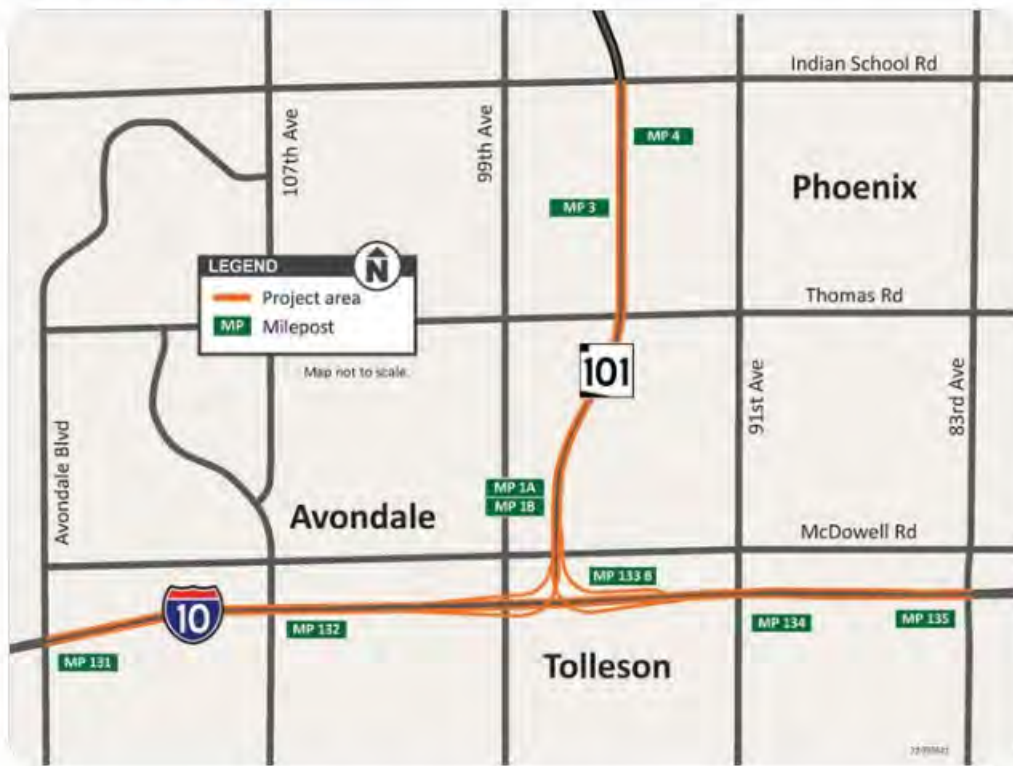 Indian School Rd
107th Ave
99th Ave
MP 4
Phoenix
MP 3
LEGEND
N
Project area
MP Milepost
Map not to scale.
Thomas Rd
101
91st Ave
83rd Ave
Avondale Blvd
MP 1A
MP 1B
Avondale
McDowell Rd
MP 133 B
10
MP 132
MP 134
MP 135
MP 131
Tolleson